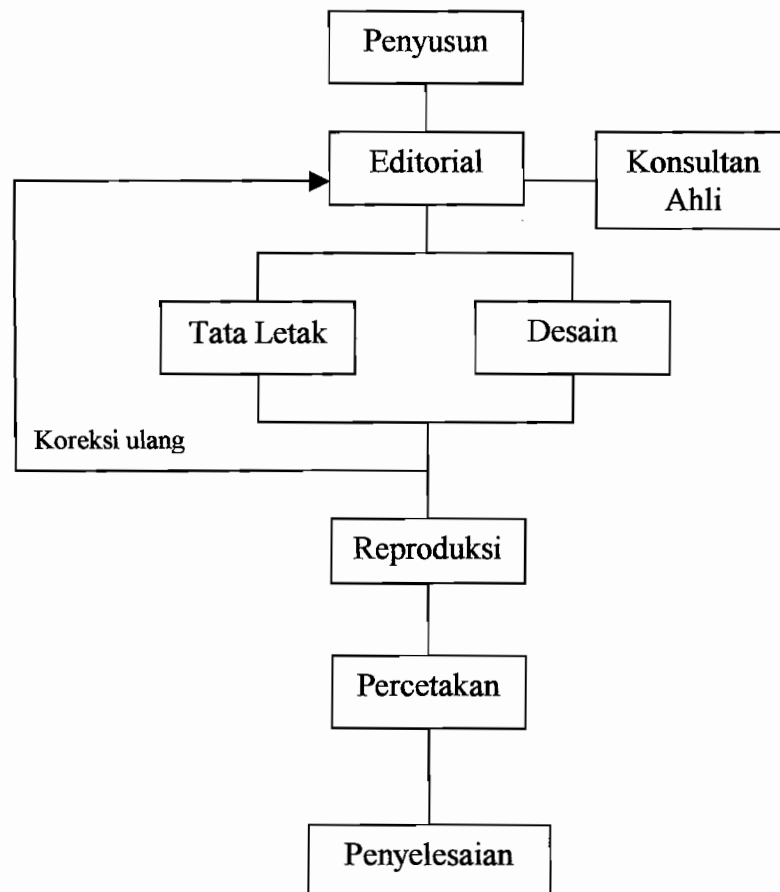 Penyusun
Editorial
Konsultan
Ahli
Tata Letak
Desain
Koreksi ulang
Reproduksi
Percetakan
Penyelesaian